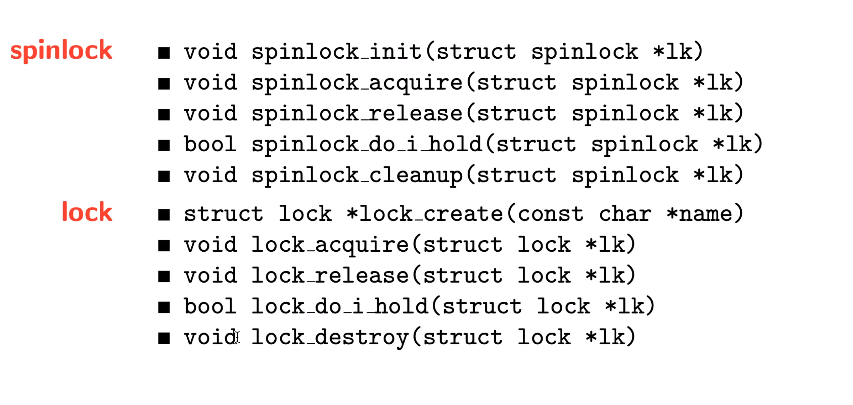 spinlock ■ void spinlock_init(struct spinlock *lk)
■ void spinlock_acquire(struct spinlock *lk)
■ void spinlock_release(struct spinlock *lk)
■ bool spinlock_do_i_hold(struct spinlock *lk)
■ void spinlock_cleanup(struct spinlock *lk)
lock ■ struct lock *lock_create(const char *name)
■ void lock_acquire(struct lock *lk)
■ void lock_release(struct lock *lk)
■ bool lock_do_i_hold(struct lock *lk)
■ void lock_destroy(struct lock *lk)